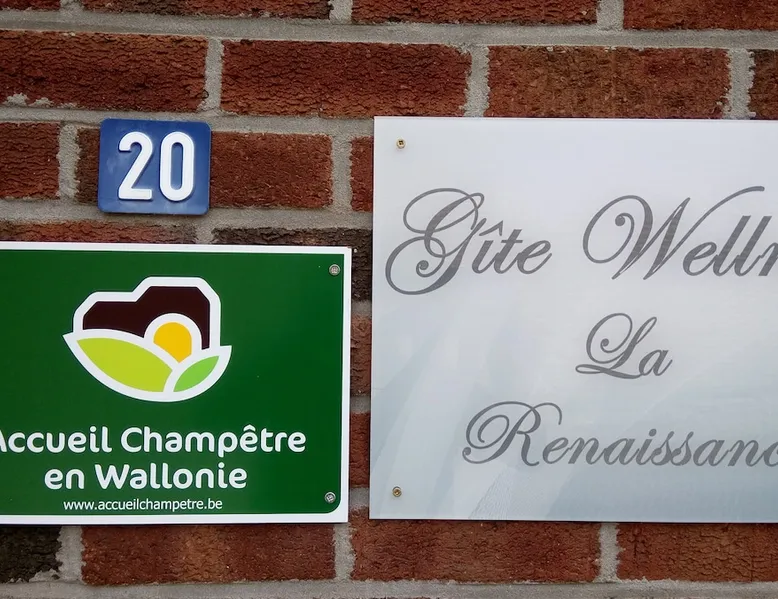 20
Accueil Champêtre
en Wallonie
www.accueilchampetre.be
Gîte
La